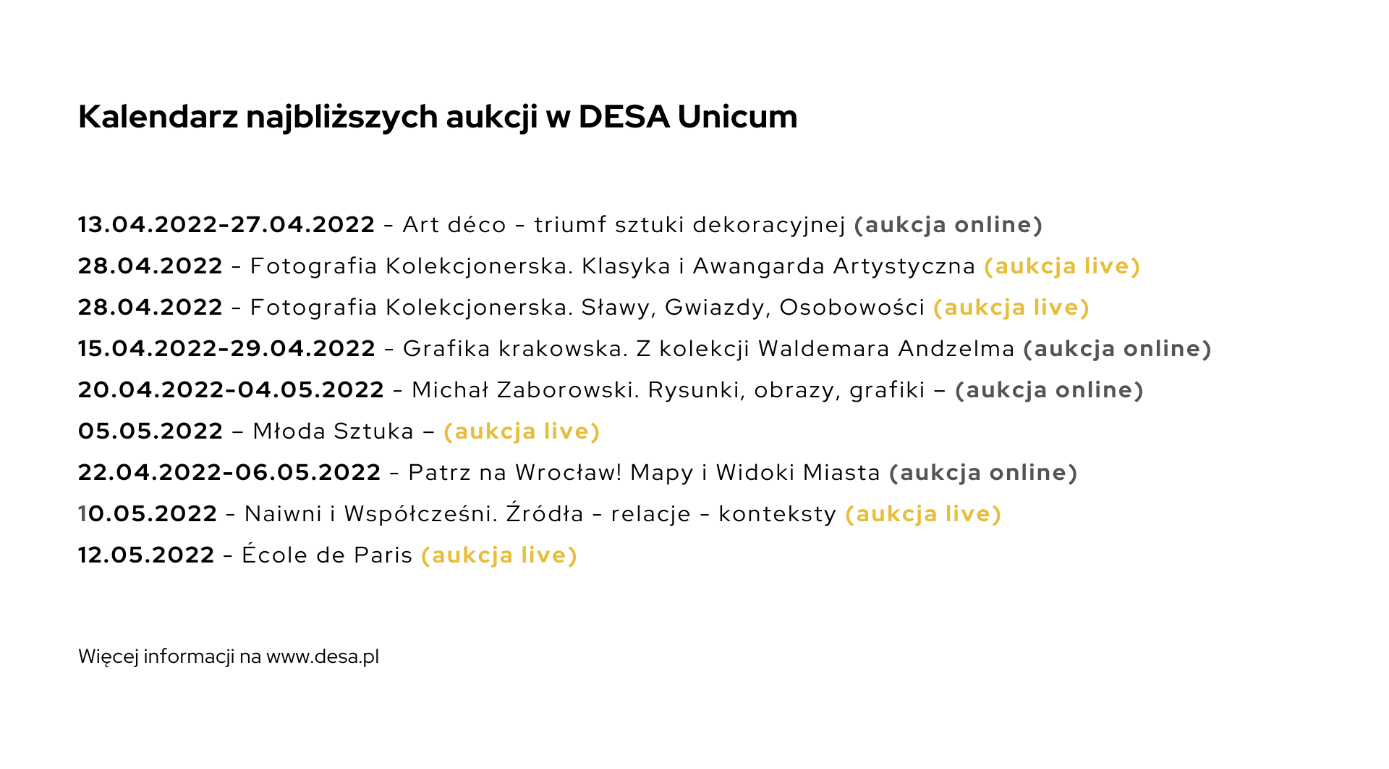 Kalendarz najbliższych aukcji w DESA Unicum
13.04.2022-27.04.2022 - Art déco - triumf sztuki dekoracyjnej (aukcja online)
28.04.2022 - Fotografia Kolekcjonerska. Klasyka i Awangarda Artystyczna (aukcja live)
28.04.2022 - Fotografia Kolekcjonerska. Sławy, Gwiazdy, Osobowości (aukcja live)
15.04.2022-29.04.2022 - Grafika krakowska. Z kolekcji Waldemara Andzelma (aukcja online)
20.04.2022-04.05.2022 - Michał Zaborowski. Rysunki, obrazy, grafiki – (aukcja online)
05.05.2022 – Młoda Sztuka – (aukcja live)
22.04.2022-06.05.2022 - Patrz na Wrocław! Mapy i Widoki Miasta (aukcja online)
10.05.2022 - Naiwni i Współcześni. Źródła - relacje - konteksty (aukcja live)
12.05.2022 - École de Paris (aukcja live)
Więcej informacji na www.desa.pl